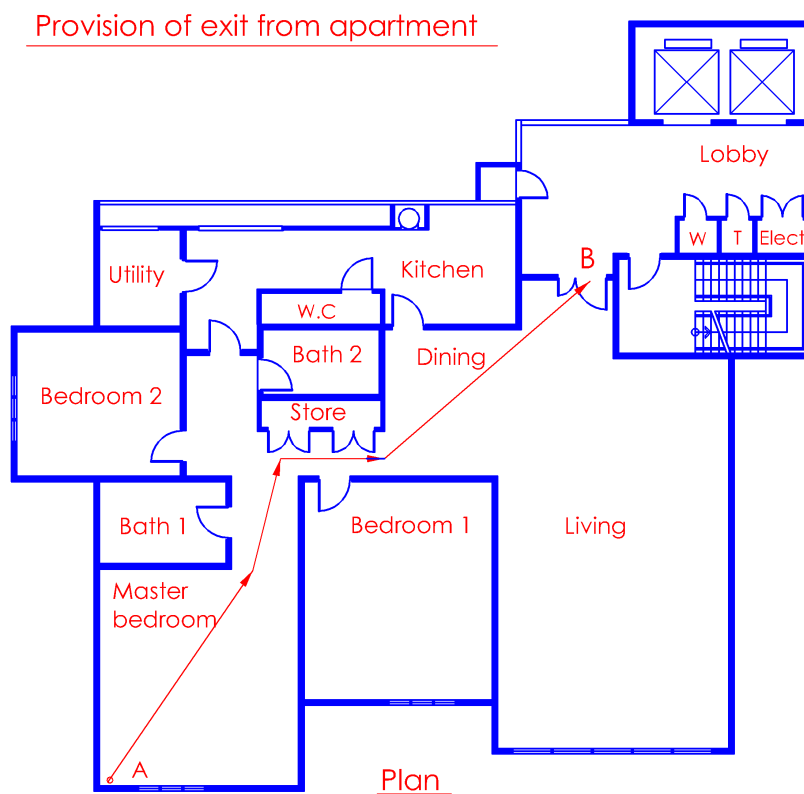 Provision of exit from apartment
Lobby
W
T
Elect
B
Utility
Kitchen
W.C
Dining
Bath 2
Bedroom 2
Store
Bath 1
Bedroom 1
Living
Master
bedroom
A
Plan